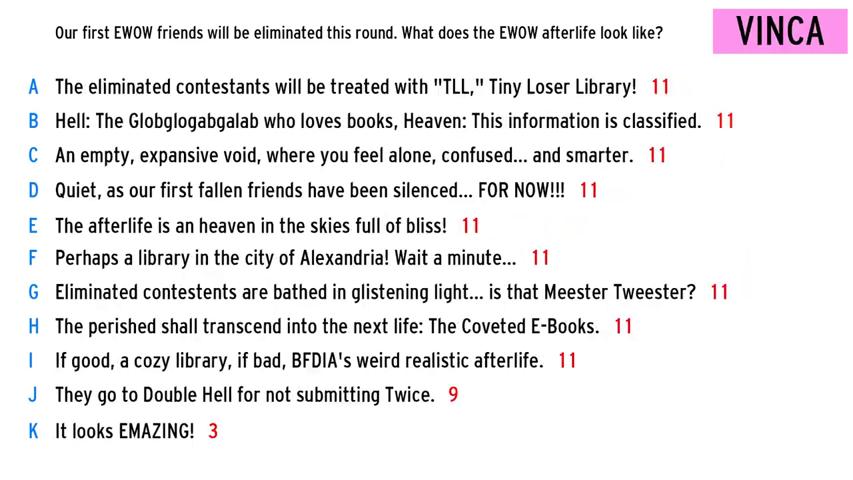 Our first EWOW friends will be eliminated this round. What does the EWOW afterlife look like?
VINCA
A The eliminated contestants will be treated with "TLL," Tiny Loser Library! 11
B Hell: The Globglogabgalab who loves books, Heaven: This information is classified. 11
C An empty, expansive void, where you feel alone, confused... and smarter. 11
D Quiet, as our first fallen friends have been silenced... FOR NOW!!! 11
E The afterlife is an heaven in the skies full of bliss! 11
F Perhaps a library in the city of Alexandria! Wait a minute... 11
G Eliminated contestents are bathed in glistening light... is that Meester Tweester? 11
H The perished shall transcend into the next life: The Coveted E-Books. 11
I If good, a cozy library, if bad, BFDIA's weird realistic afterlife. 11
J They go to Double Hell for not submitting Twice. 9
K It looks EMAZING! 3